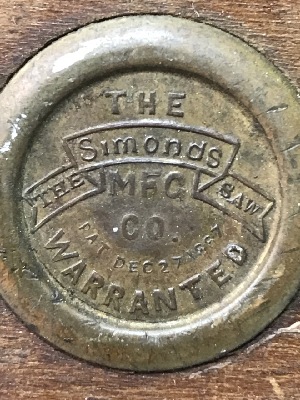 THE
Simonds
THE MFG SAW
CO.
PAT DEC 27 1887
WARRANTED